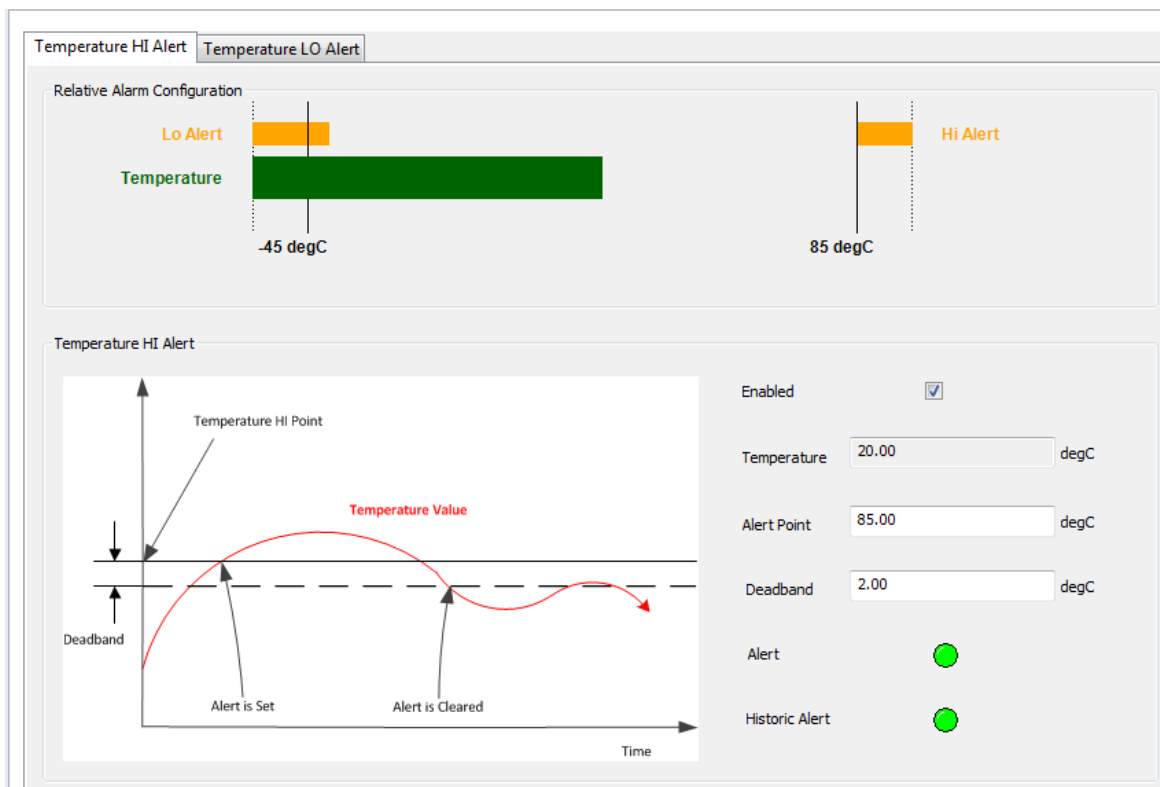 Temperature HI Alert
Temperature LO Alert
Relative Alarm Configuration
Lo Alert
Hi Alert
Temperature
-45 degC
85 degC
Temperature HI Alert
Temperature HI Point
Temperature Value
Deadband
Alert is Set
Alert is Cleared
Time
Enabled
Temperature 20.00 degC
Alert Point 85.00 degC
Deadband 2.00 degC
Alert
Historic Alert